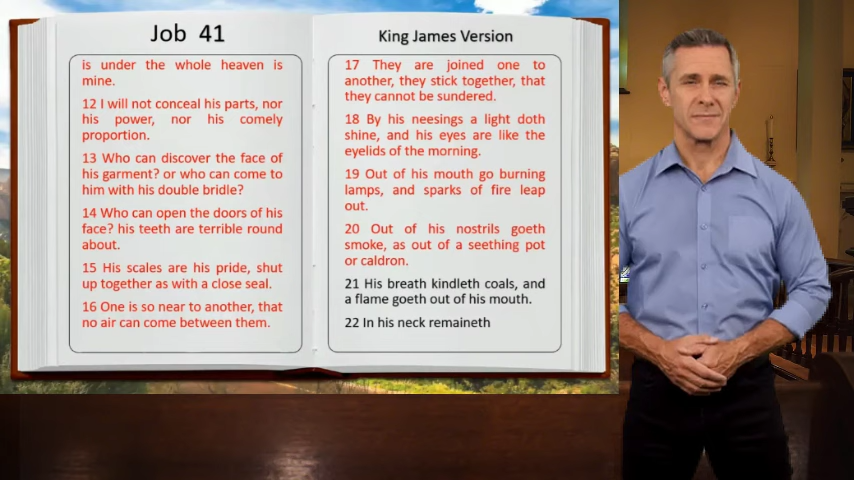 Job 41
is under the whole heaven is
mine.
12 I will not conceal his parts, nor
his power, nor his comely
proportion.
13 Who can discover the face of
his garment? or who can come to
him with his double bridle?
14 Who can open the doors of his
face? his teeth are terrible round
about.
15 His scales are his pride, shut
up together as with a close seal.
16 One is so near to another, that
no air can come between them.
King James Version
17 They are joined one to
another, they stick together, that
they cannot be sundered.
18 By his neesings a light doth
shine, and his eyes are like the
eyelids of the morning.
19 Out of his mouth go burning
lamps, and sparks of fire leap
out.
20 Out of his nostrils goeth
smoke, as out of a seething pot
or caldron.
21 His breath kindleth coals, and
a flame goeth out of his mouth.
22 In his neck remaineth